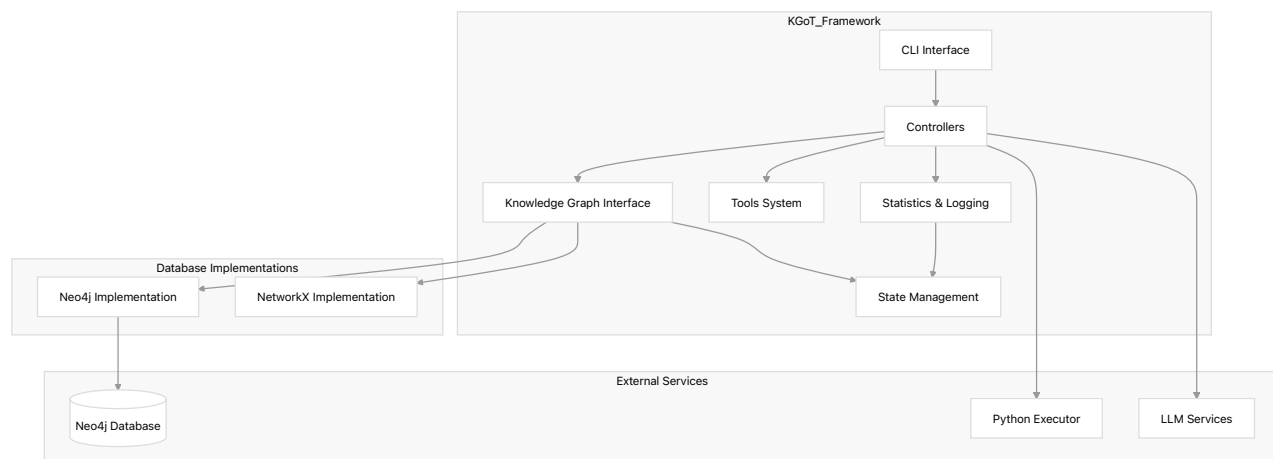 KGoT_Framework
CLI Interface
Controllers
Knowledge Graph Interface
Tools System
Statistics & Logging
Database Implementations
Neo4j Implementation
NetworkX Implementation
State Management
External Services
Neo4j Database
Python Executor
LLM Services